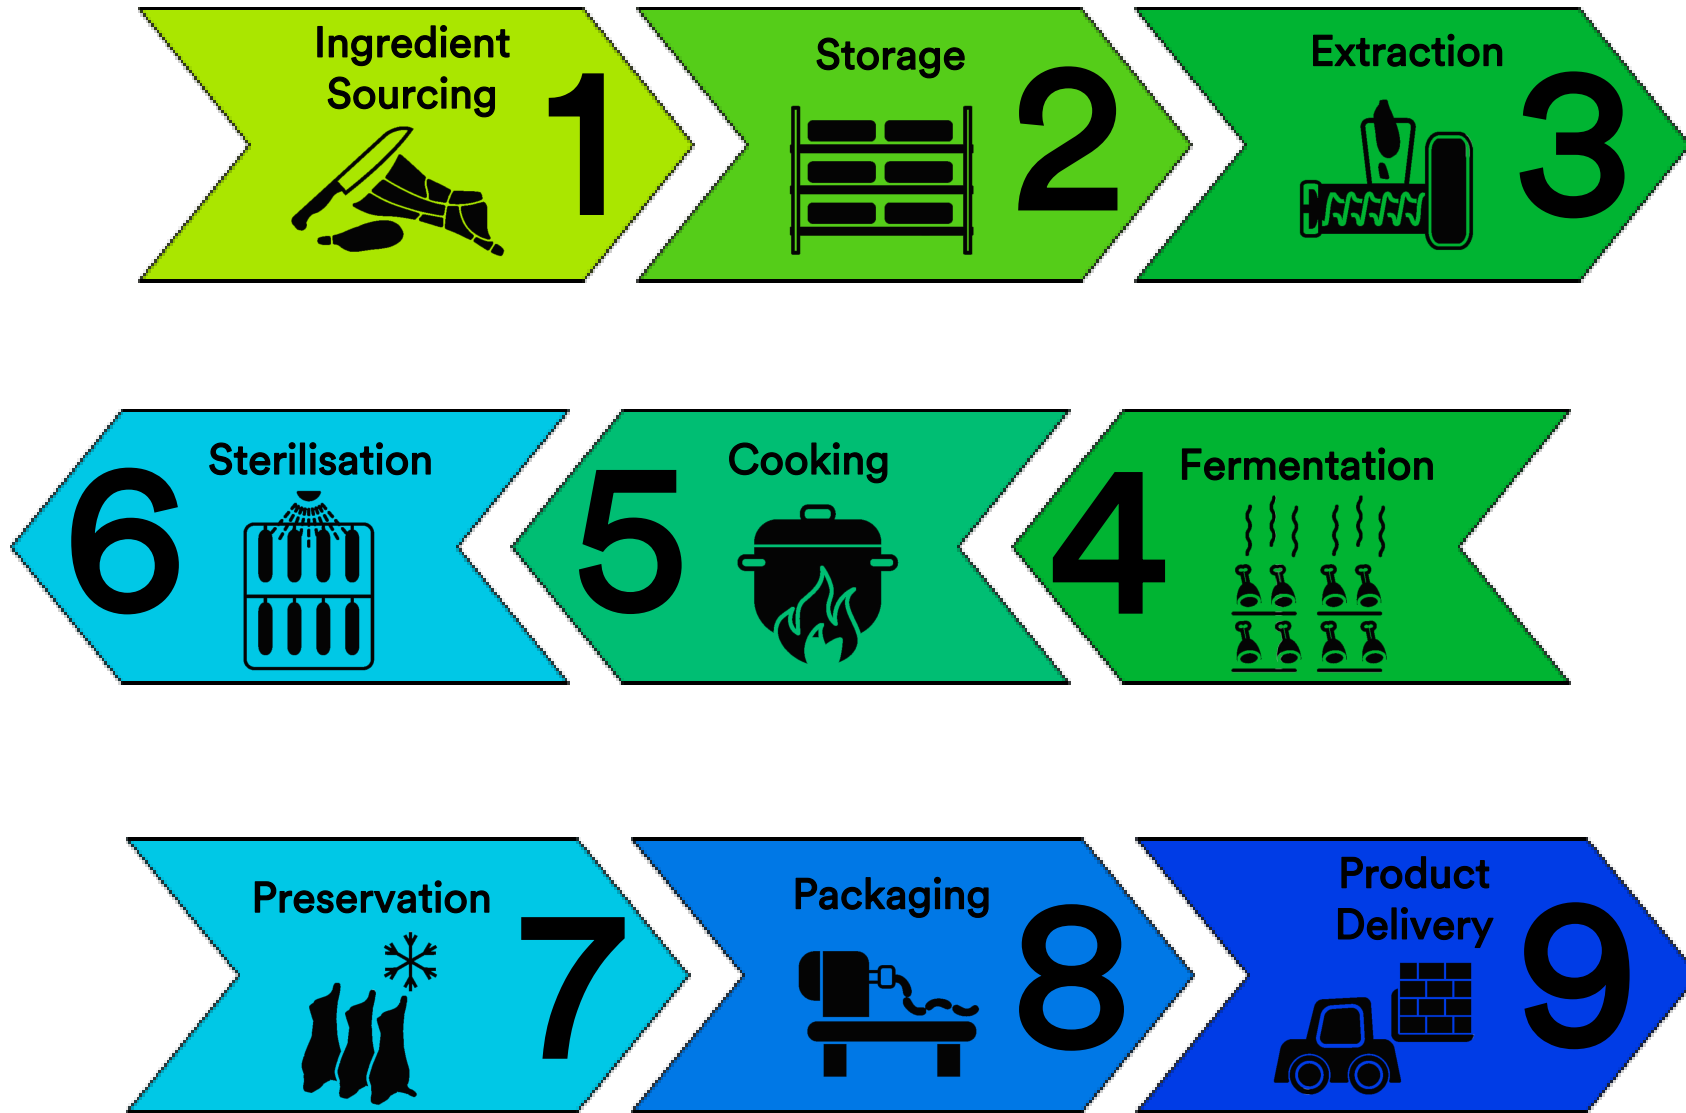 Ingredient
Sourcing
1
Storage
2
Extraction
3
Fermentation
4
Cooking
5
Sterilisation
6
Preservation
7
Packaging
8
Product
Delivery
9